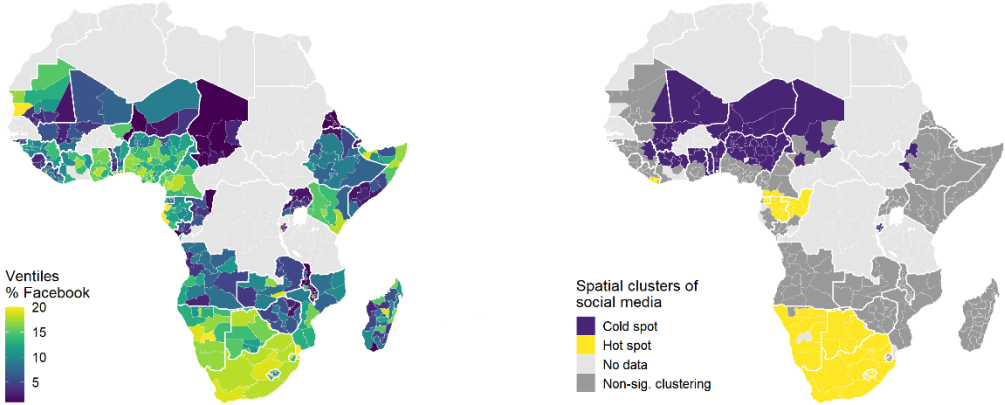 Ventiles
% Facebook
20
15
10
5
Spatial clusters of
social media
Cold spot
Hot spot
No data
Non-sig. clustering